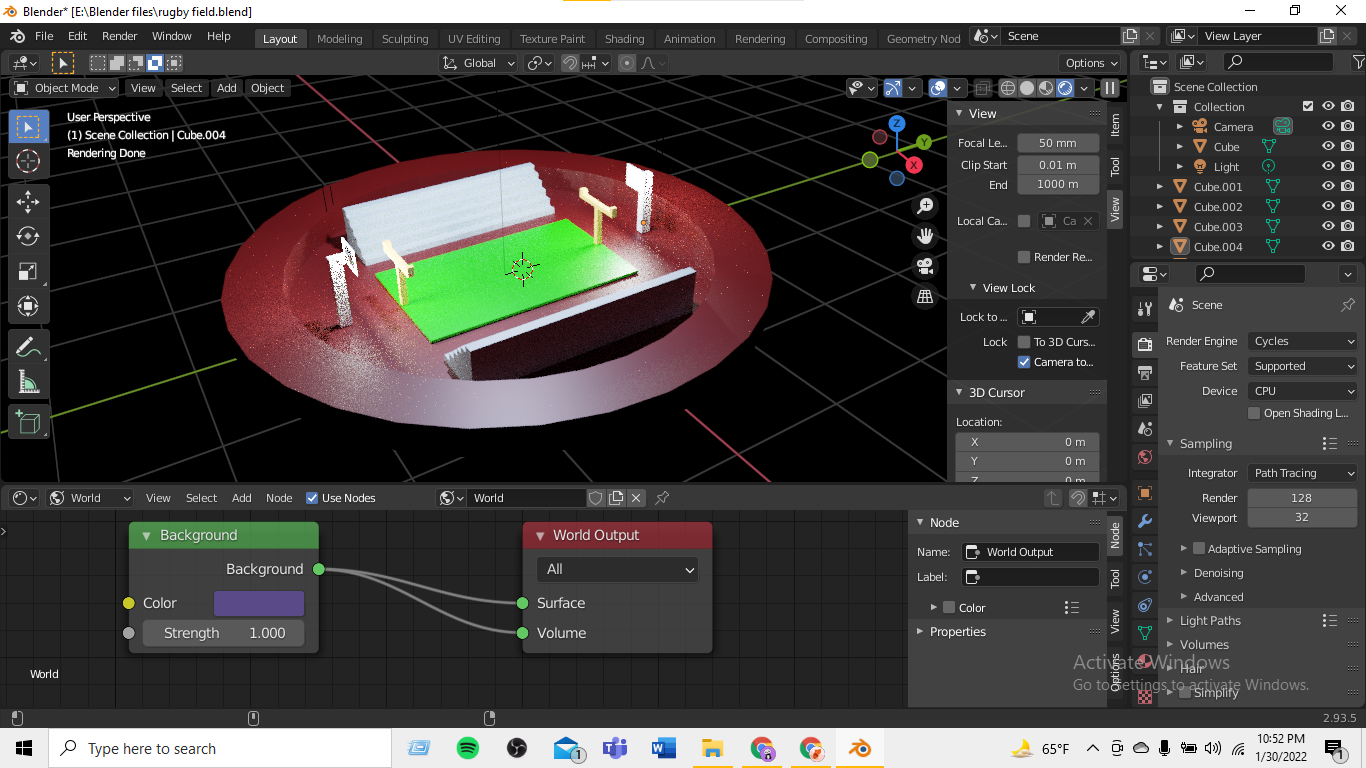 Blender* [E:\Blender files\rugby field.blend]
File Edit Render Window Help Layout Modeling Sculpting UV Editing Texture Paint Shading Animation Rendering Compositing Geometry Nod Scene View Layer
Global Options
Object Mode View Select Add Object
User Perspective
(1) Scene Collection | Cube.004
Rendering Done
Z
Y
X
View
Focal Le... 50 mm
Clip Start 0.01 m
End 1000 m
Local Ca... Ca
Render Re...
View Lock
Lock to ...
Lock To 3D Curs...
Camera to...
3D Cursor
Location:
X 0 m
Y 0 m
Z 0 m
Item
Tool
View
Scene Collection
Collection
Camera
Cube
Light
Cube.001
Cube.002
Cube.003
Cube.004
Scene
Render Engine Cycles
Feature Set Supported
Device CPU
Open Shading L...
Sampling
Integrator Path Tracing
Render 128
Viewport 32
Adaptive Sampling
Denoising
Advanced
Light Paths
Volumes
Hair
Simplify
World View Select Add Node Use Nodes World
Background
Background
Color
Strength 1.000
World Output
All
Surface
Volume
World
Node
Name: World Output
Label:
Color
Properties
Node
Tool
View
Options
Activate Windows
Go to Settings to activate Windows.
2.93.5
Type here to search
1
65°F
10:52 PM
1/30/2022
1